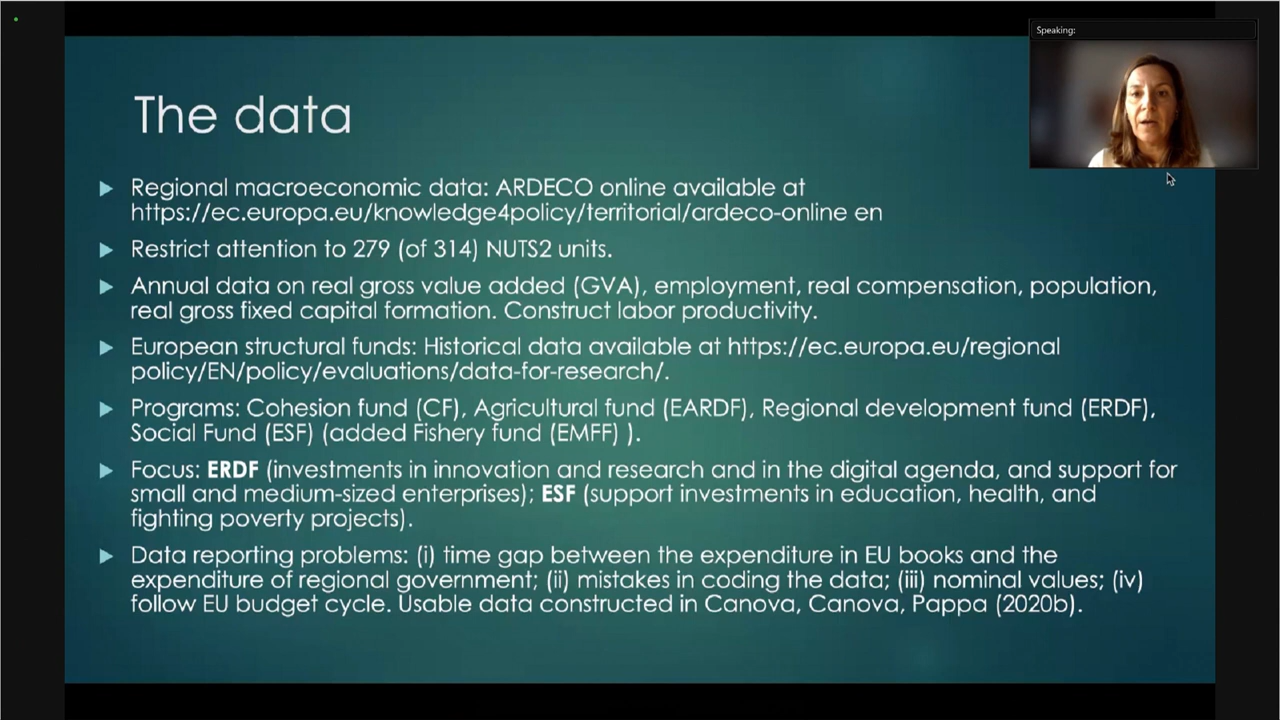 Speaking:
The data
Regional macroeconomic data: ARDECO online available at
https://ec.europa.eu/knowledge4policy/territorial/ardeco-online en
Restrict attention to 279 (of 314) NUTS2 units.
Annual data on real gross value added (GVA), employment, real compensation, population,
real gross fixed capital formation. Construct labor productivity.
European structural funds: Historical data available at https://ec.europa.eu/regional
policy/EN/policy/evaluations/data-for-research/.
Programs: Cohesion fund (CF), Agricultural fund (EARDF), Regional development fund (ERDF),
Social Fund (ESF) (added Fishery fund (EMFF) ).
Focus: ERDF (investments in innovation and research and in the digital agenda, and support for
small and medium-sized enterprises); ESF (support investments in education, health, and
fighting poverty projects).
Data reporting problems: (i) time gap between the expenditure in EU books and the
expenditure of regional government; (ii) mistakes in coding the data; (iii) nominal values; (iv)
follow EU budget cycle. Usable data constructed in Canova, Canova, Pappa (2020b).